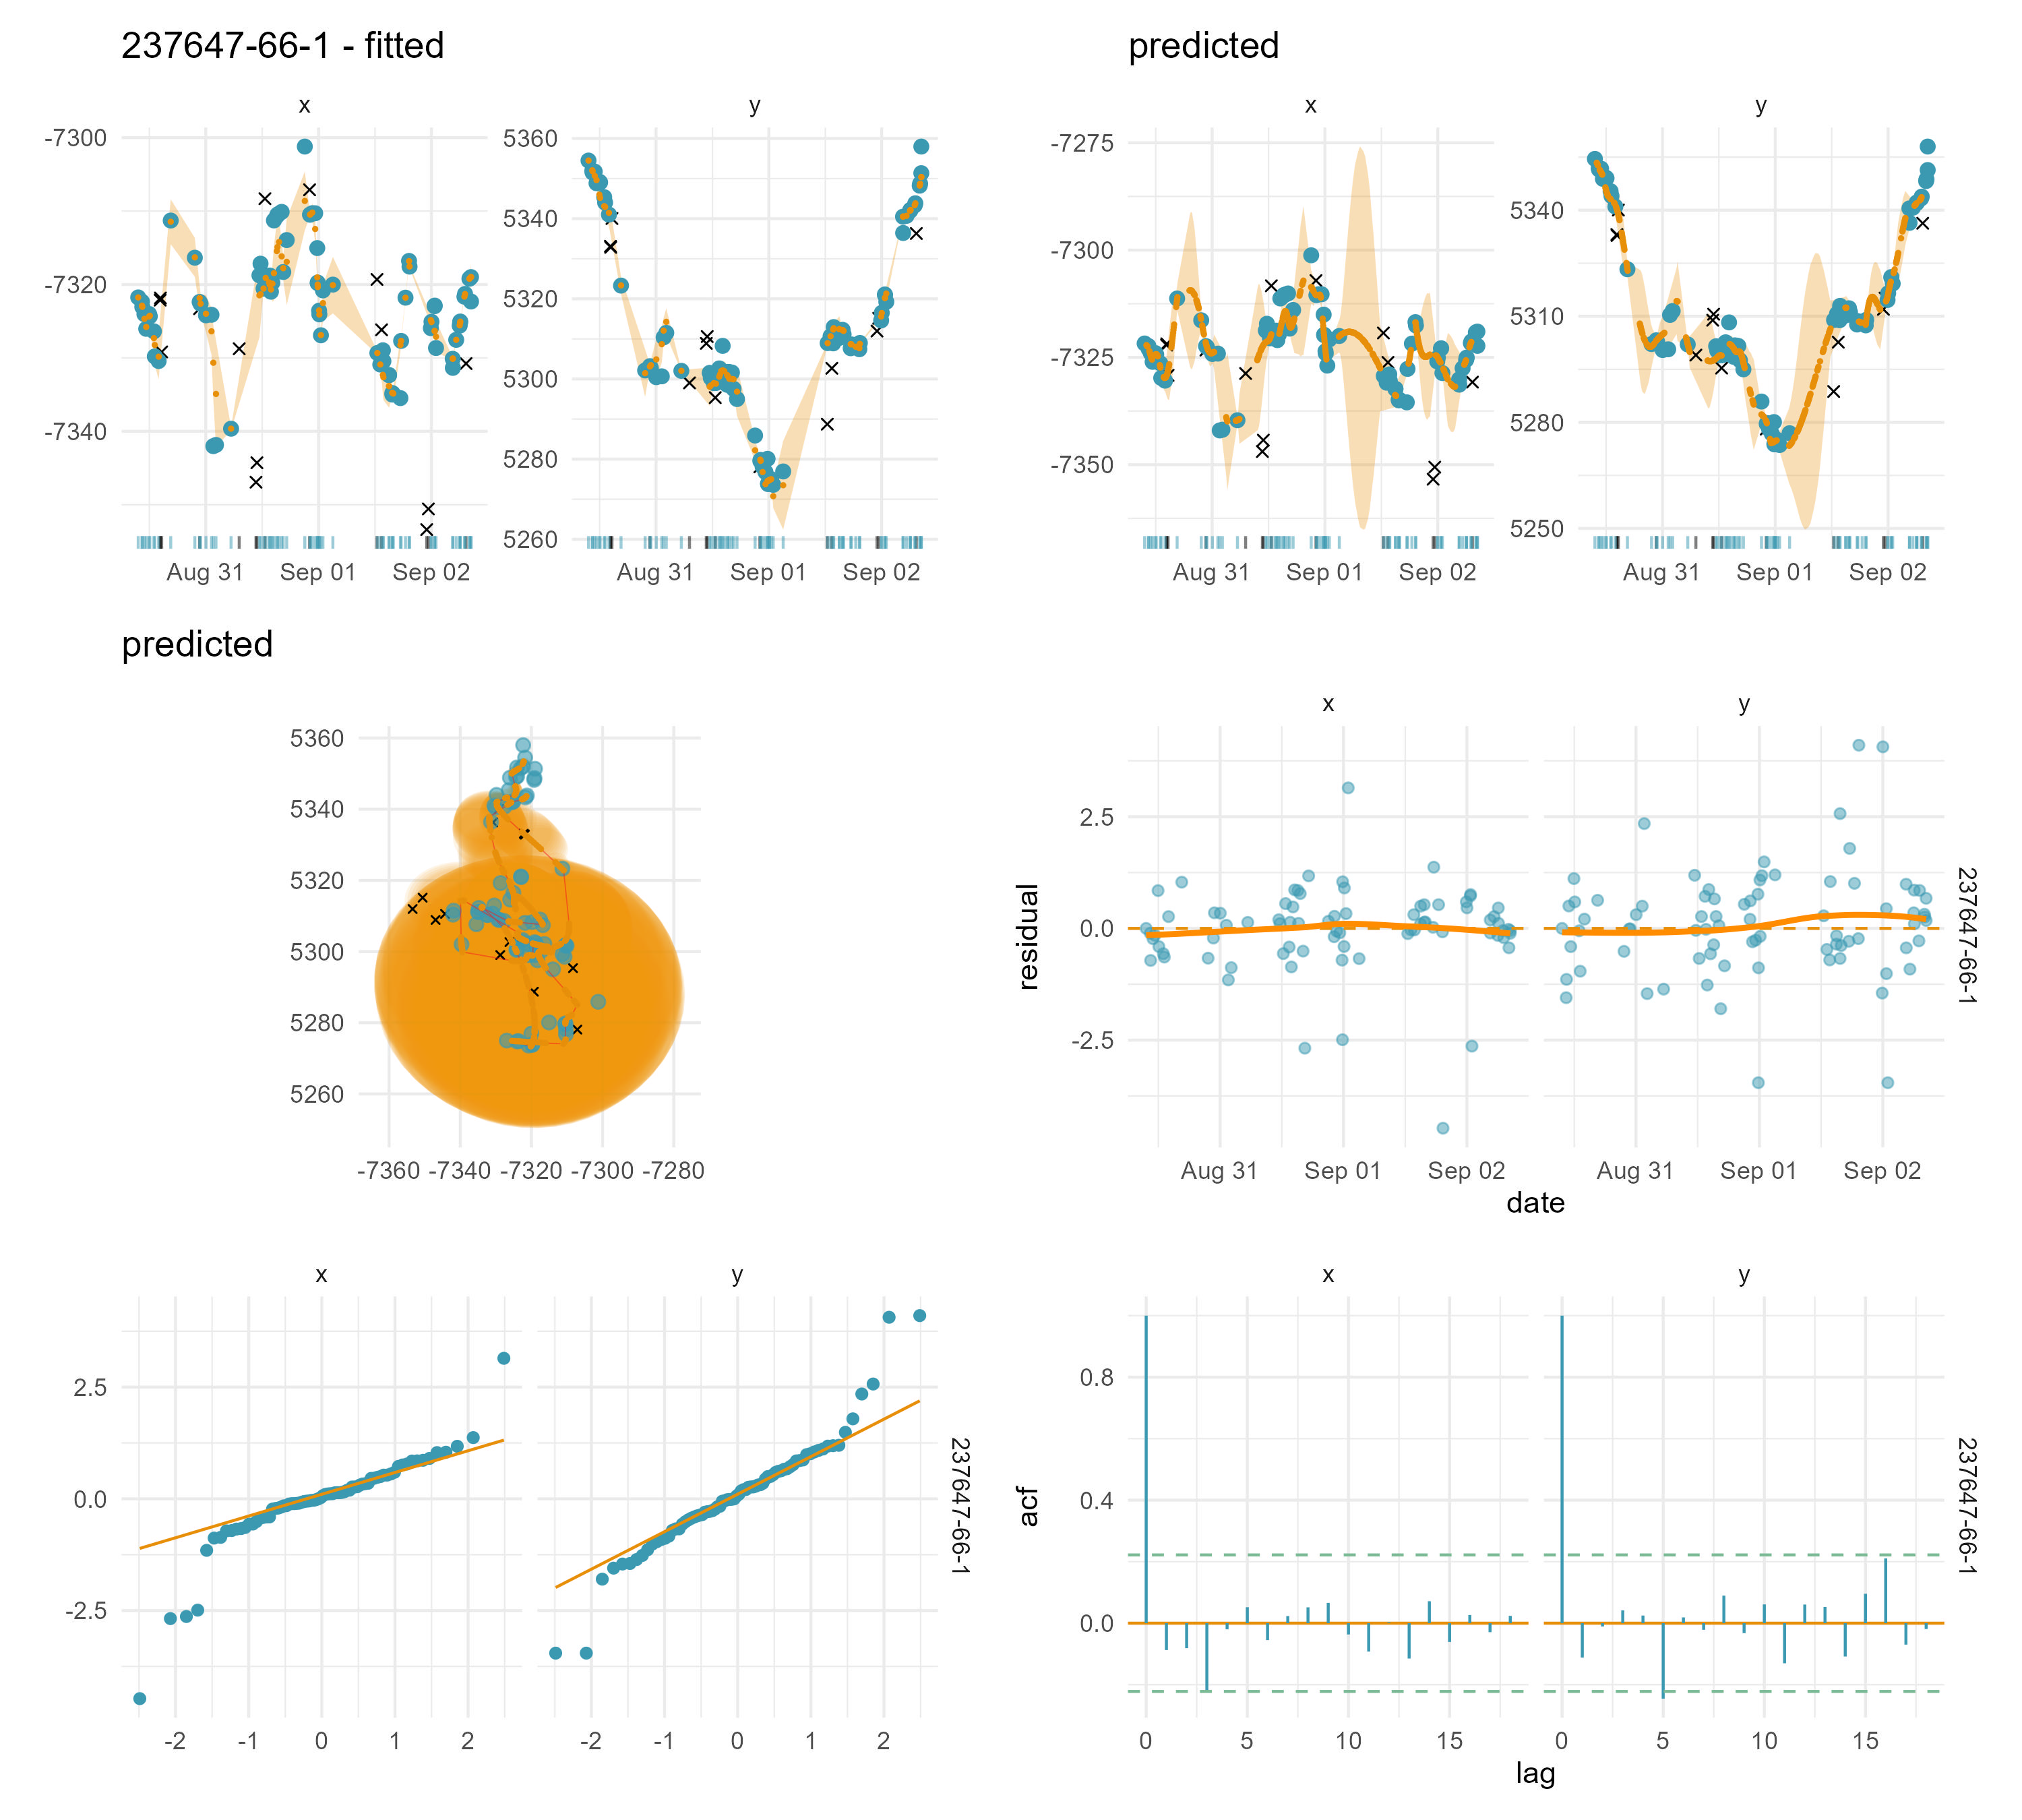 237647-66-1 - fitted
predicted
x
y
x
y
-7300
-7320
-7340
5360
5340
5320
5300
5280
5260
-7275
-7300
-7325
-7350
5340
5310
5280
5250
Aug 31 Sep 01 Sep 02
Aug 31 Sep 01 Sep 02
Aug 31 Sep 01 Sep 02
Aug 31 Sep 01 Sep 02
predicted
5360
5340
5320
5300
5280
5260
-7360 -7340 -7320 -7300 -7280
x
y
residual
2.5
0.0
-2.5
237647-66-1
Aug 31 Sep 01 Sep 02
Aug 31 Sep 01 Sep 02
date
x
y
2.5
0.0
-2.5
237647-66-1
-2 -1 0 1 2
-2 -1 0 1 2
x
y
acf
0.8
0.4
0.0
237647-66-1
0 5 10 15
0 5 10 15
lag